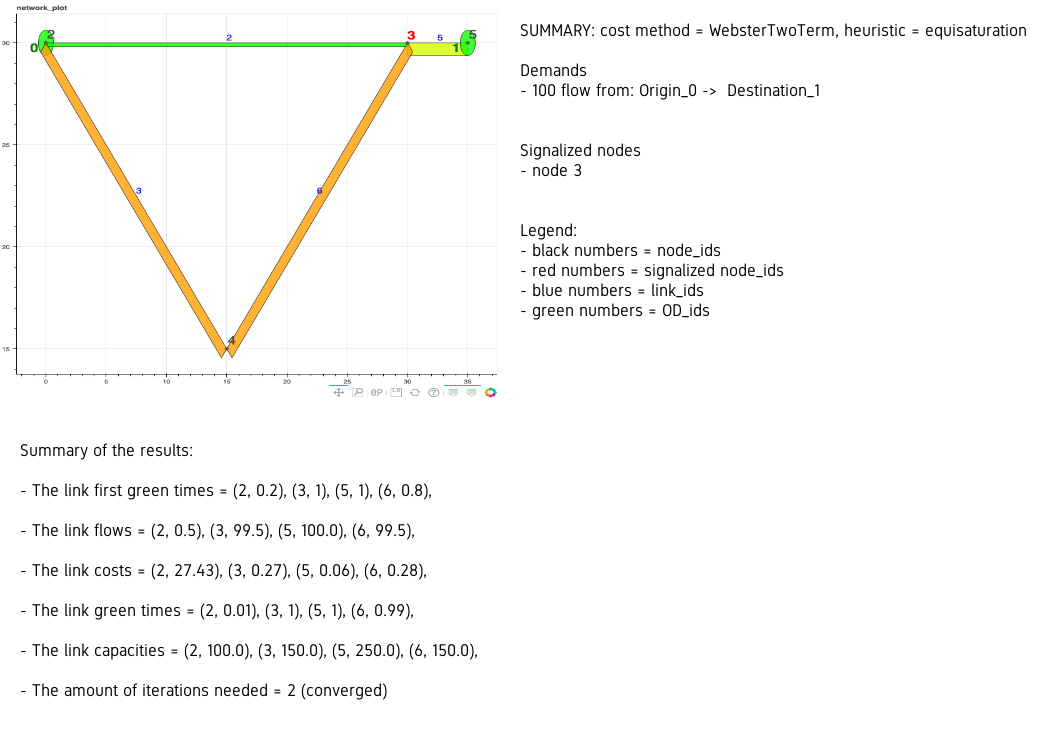 network_plot
SUMMARY: cost method = WebsterTwoTerm, heuristic = equisaturation
Demands
- 100 flow from: Origin_0 -> Destination_1
Signalized nodes
- node 3
Legend:
- black numbers = node_ids
- red numbers = signalized node_ids
- blue numbers = link_ids
- green numbers = OD_ids
2
0
2
3
5
5
1
3
6
4
30
25
20
15
0
5
10
15
20
25
30
35
Summary of the results:
- The link first green times = (2, 0.2), (3, 1), (5, 1), (6, 0.8),
- The link flows = (2, 0.5), (3, 99.5), (5, 100.0), (6, 99.5),
- The link costs = (2, 27.43), (3, 0.27), (5, 0.06), (6, 0.28),
- The link green times = (2, 0.01), (3, 1), (5, 1), (6, 0.99),
- The link capacities = (2, 100.0), (3, 150.0), (5, 250.0), (6, 150.0),
- The amount of iterations needed = 2 (converged)